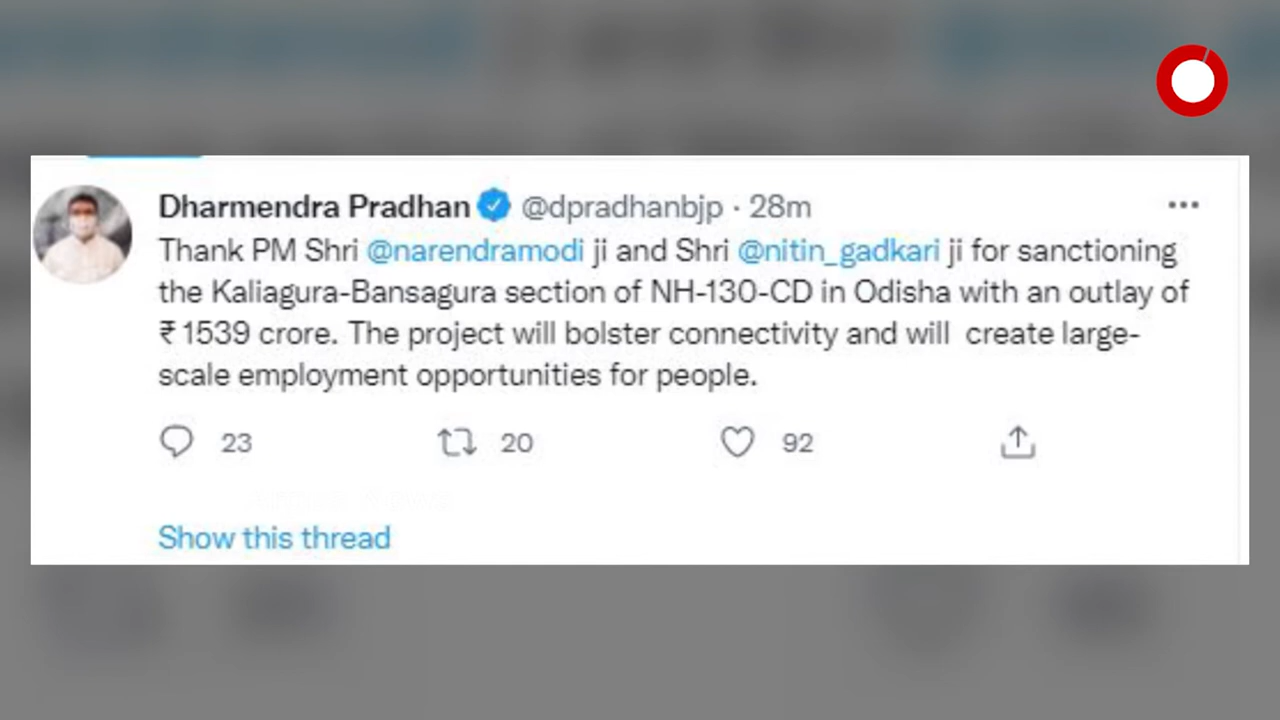 Dharmendra Pradhan @dpradhanbjp · 28m
Thank PM Shri @narendramodi ji and Shri @nitin_gadkari ji for sanctioning
the Kaliagura-Bansagura section of NH-130-CD in Odisha with an outlay of
₹ 1539 crore. The project will bolster connectivity and will create large-
scale employment opportunities for people.
23 20 92
Show this thread